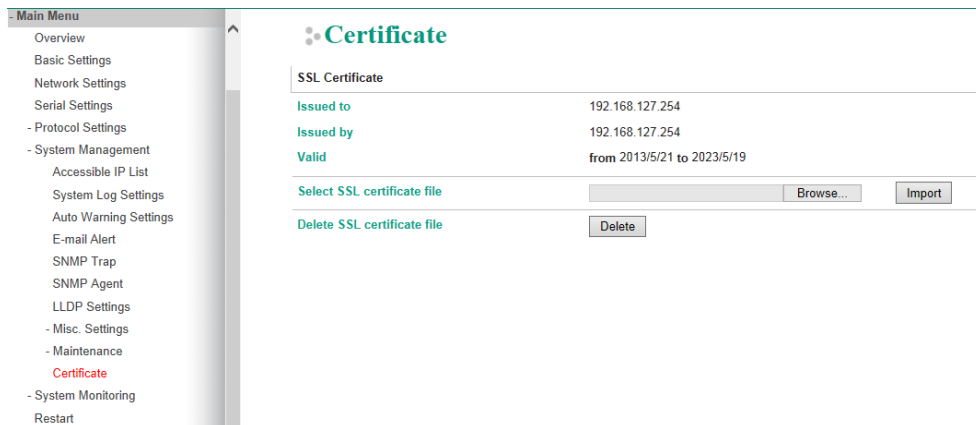 - Main Menu
Overview
Basic Settings
Network Settings
Serial Settings
- Protocol Settings
- System Management
Accessible IP List
System Log Settings
Auto Warning Settings
E-mail Alert
SNMP Trap
SNMP Agent
LLDP Settings
- Misc. Settings
- Maintenance
Certificate
- System Monitoring
Restart
Certificate
SSL Certificate
Issued to 192.168.127.254
Issued by 192.168.127.254
Valid from 2013/5/21 to 2023/5/19
Select SSL certificate file Browse... Import
Delete SSL certificate file Delete